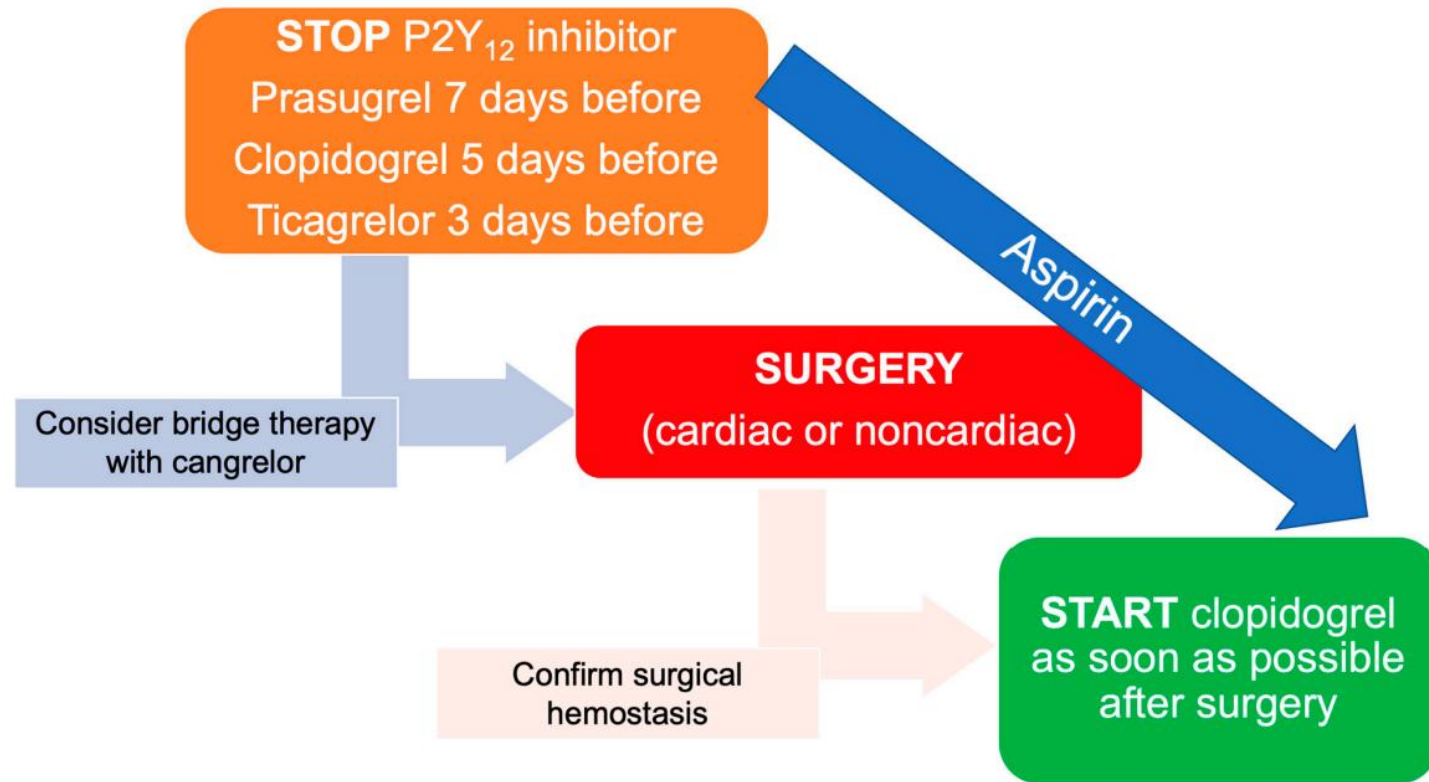 STOP P2Y₁₂ inhibitor
Prasugrel 7 days before
Clopidogrel 5 days before
Ticagrelor 3 days before
Aspirin
Consider bridge therapy
with cangrelor
SURGERY
(cardiac or noncardiac)
Confirm surgical
hemostasis
START clopidogrel
as soon as possible
after surgery